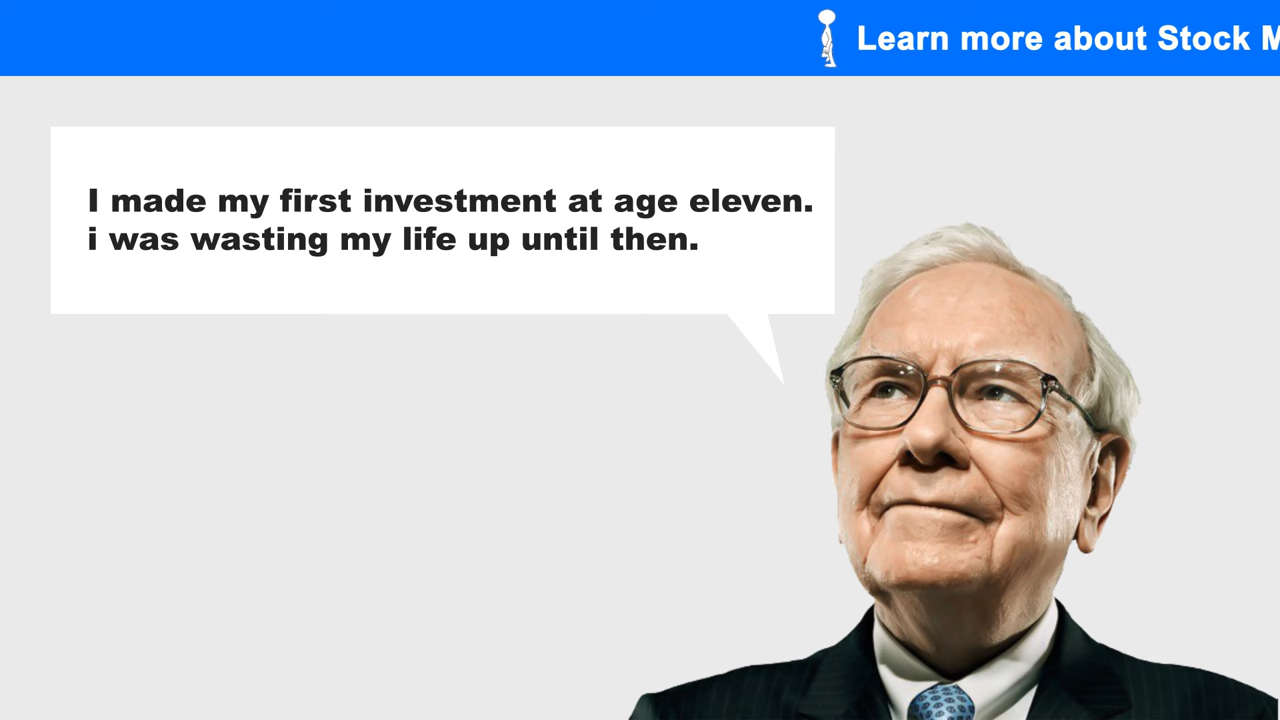 Learn more about Stock M
I made my first investment at age eleven.
i was wasting my life up until then.